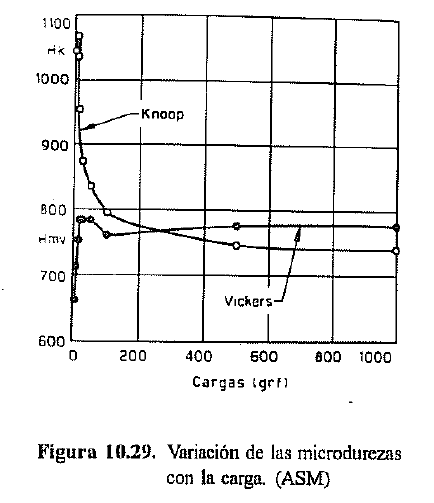 1100
Hk
1000
Knoop
900
800
Hmv
700
Vickers
600
0 200 400 600 800 1000
Cargas (grf)
Figura 10.29. Variación de las microdurezas
con la carga. (ASM)